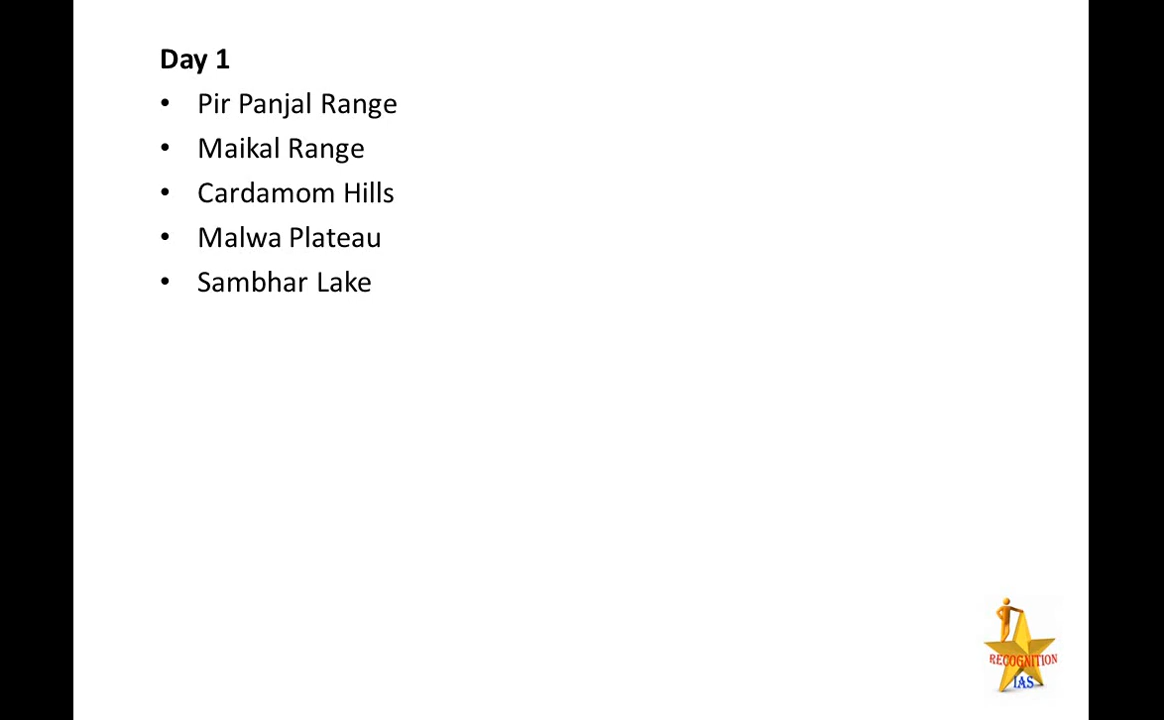 Day 1
• Pir Panjal Range
• Maikal Range
• Cardamom Hills
• Malwa Plateau
• Sambhar Lake
RECOGNITION
IAS